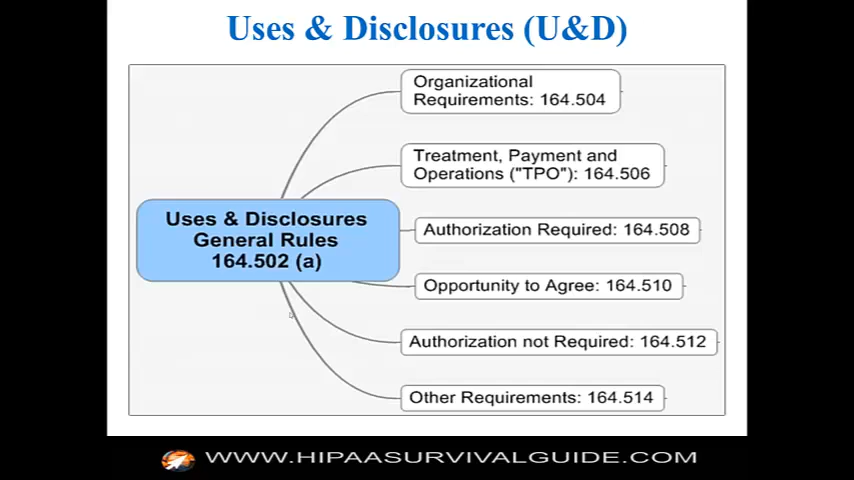 Uses & Disclosures (U&D)
Organizational
Requirements: 164.504
Treatment, Payment and
Operations ("TPO"): 164.506
Uses & Disclosures
General Rules
164.502 (a)
Authorization Required: 164.508
Opportunity to Agree: 164.510
Authorization not Required: 164.512
Other Requirements: 164.514
WWW.HIPAASURVIVALGUIDE.COM